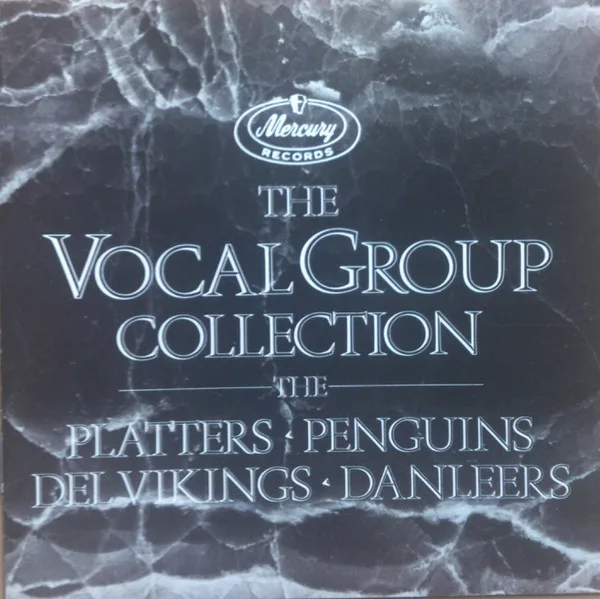 Mercury
RECORDS
THE
VOCAL GROUP
COLLECTION
THE
PLATTERS · PENGUINS
DEL VIKINGS · DANLEERS